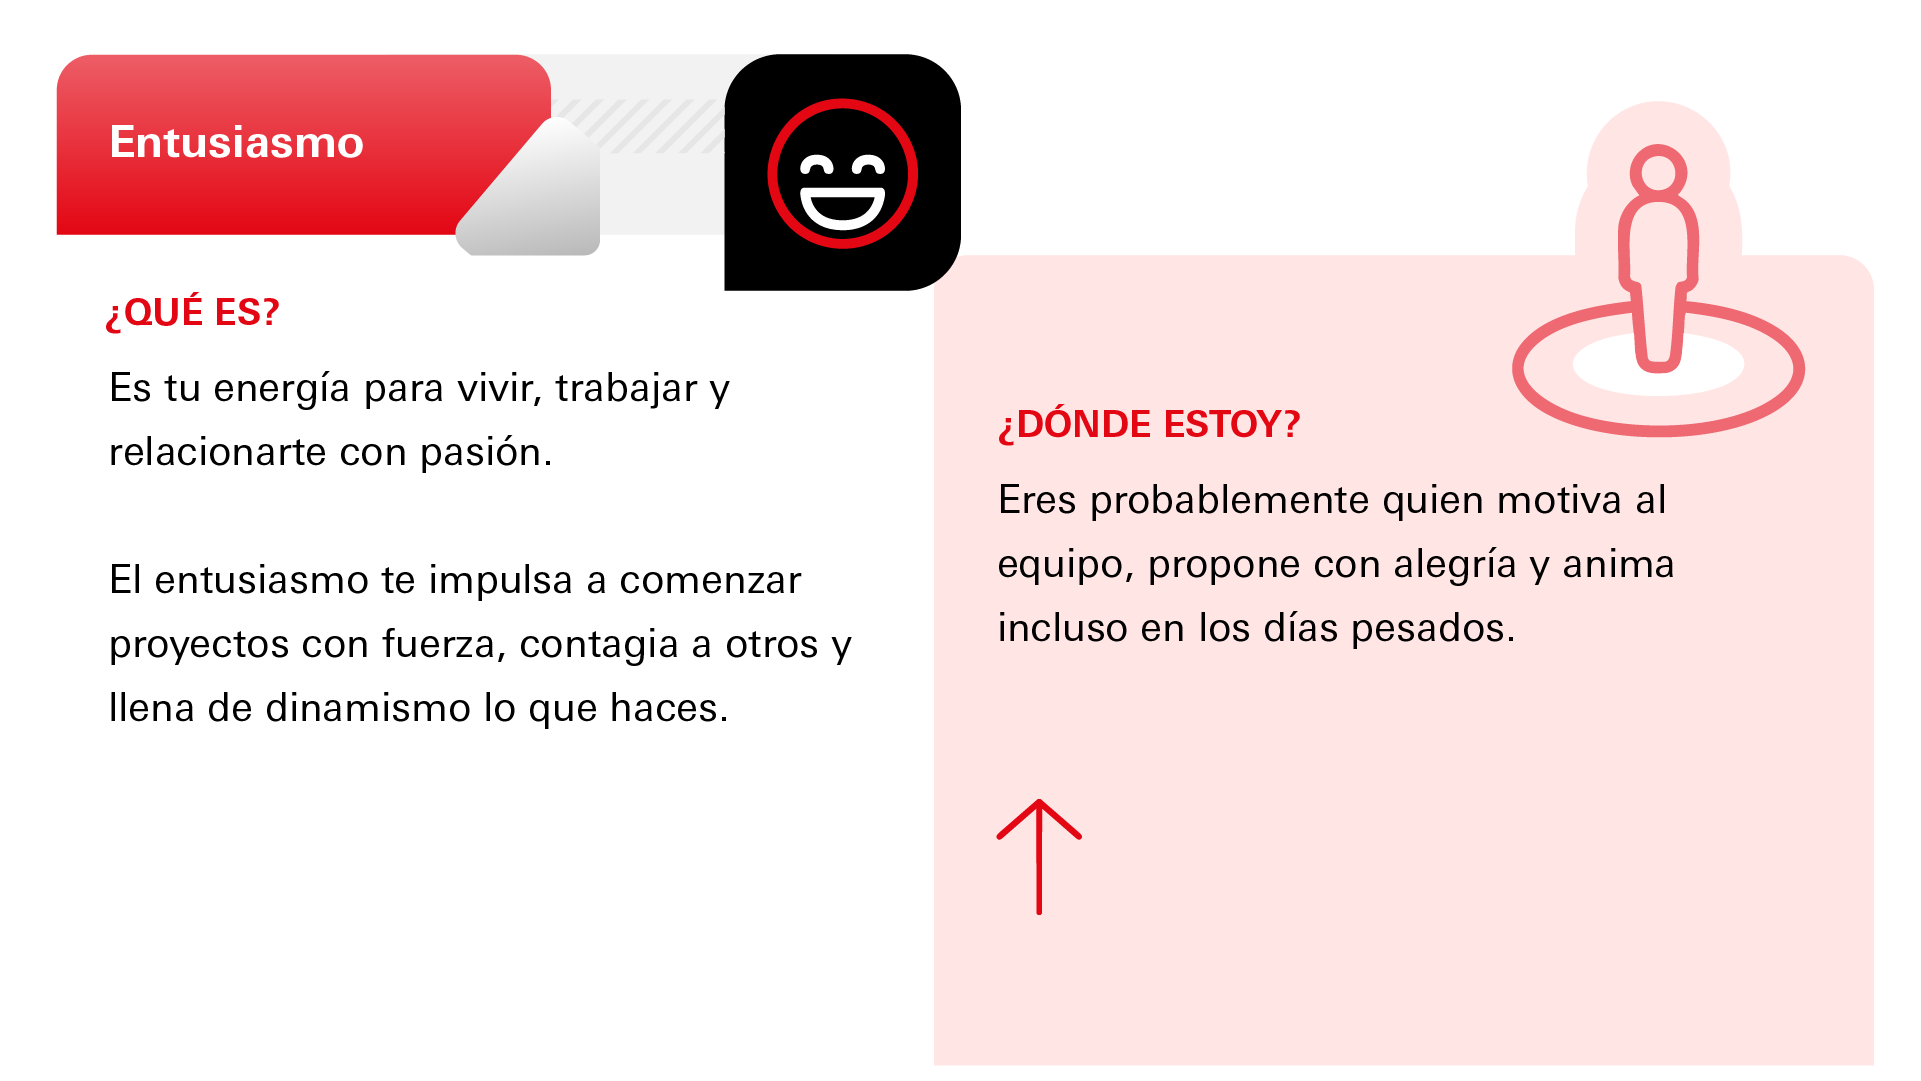 Entusiasmo
¿QUÉ ES?
Es tu energía para vivir, trabajar y
relacionarte con pasión.
El entusiasmo te impulsa a comenzar
proyectos con fuerza, contagia a otros y
llena de dinamismo lo que haces.
¿DÓNDE ESTOY?
Eres probablemente quien motiva al
equipo, propone con alegría y anima
incluso en los días pesados.